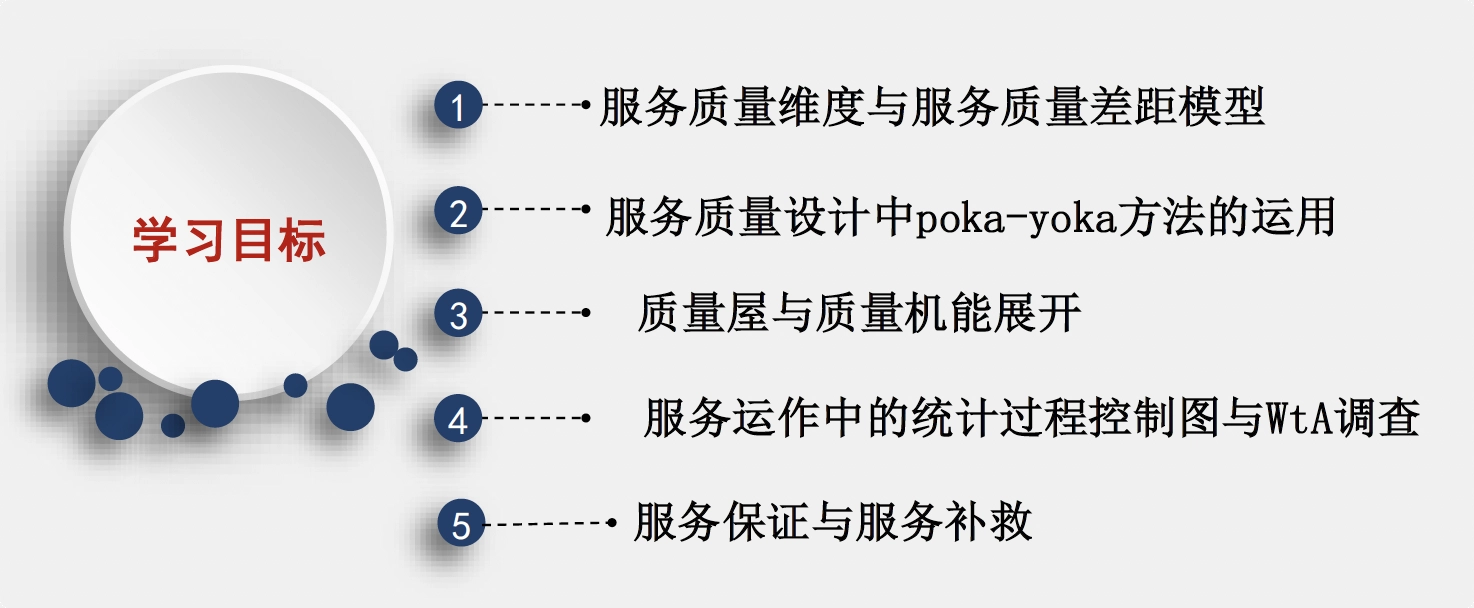 学习目标
1 服务质量维度与服务质量差距模型
2 服务质量设计中poka-yoka方法的运用
3 质量屋与质量机能展开
4 服务运作中的统计过程控制图与WtA调查
5 服务保证与服务补救